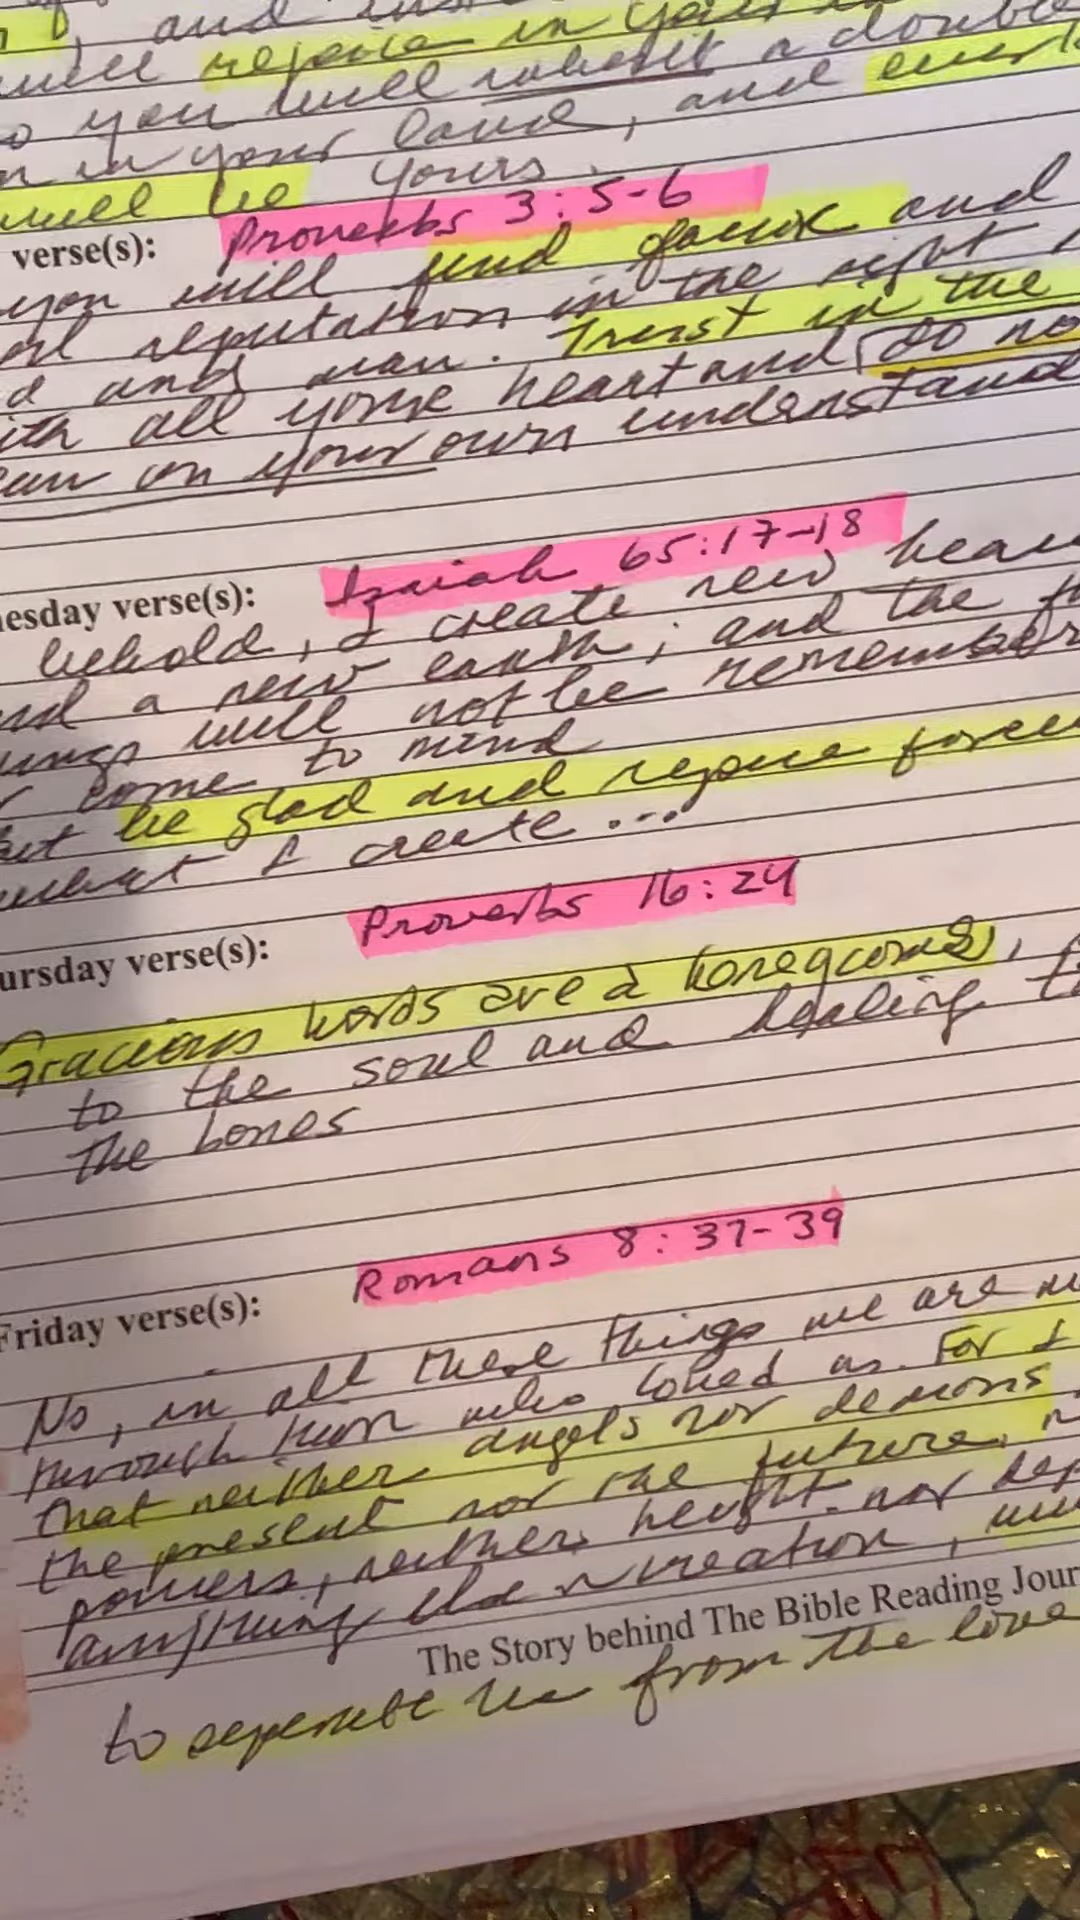 and
will rejoice in your
you will inherit a double
in your land, and
will be yours.
verse(s): Proverbs 3:5-6
you will find favor and
reputation in the right
and man. Trust in the
all your heart and do no
on your own understand
esday verse(s): Isaiah 65:17-18
behold, I create new heav
a new earth; and the
will not be remember
come to mind
be glad and rejoice forev
what I create...
ursday verse(s): Proverbs 16:24
Gracious words are a honeycomb,
to the soul and healing to
the bones
Friday verse(s): Romans 8:37-39
No, in all these things we are
through him who loved us. For I
that neither angels nor demons
the present nor the future, n
powers, neither height nor dep
anything else in creation,
The Story behind The Bible Reading Jour
to seperate us from the love